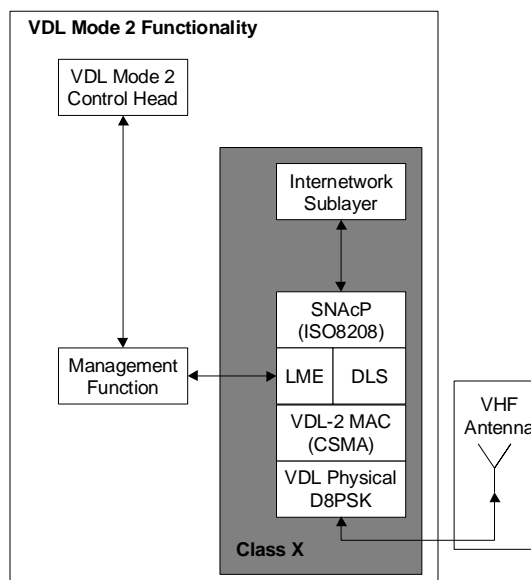 VDL Mode 2 Functionality
VDL Mode 2
Control Head
Internetwork
Sublayer
SNAcP
(ISO8208)
Management
Function
LME
DLS
VDL-2 MAC
(CSMA)
VDL Physical
D8PSK
Class X
VHF
Antenna